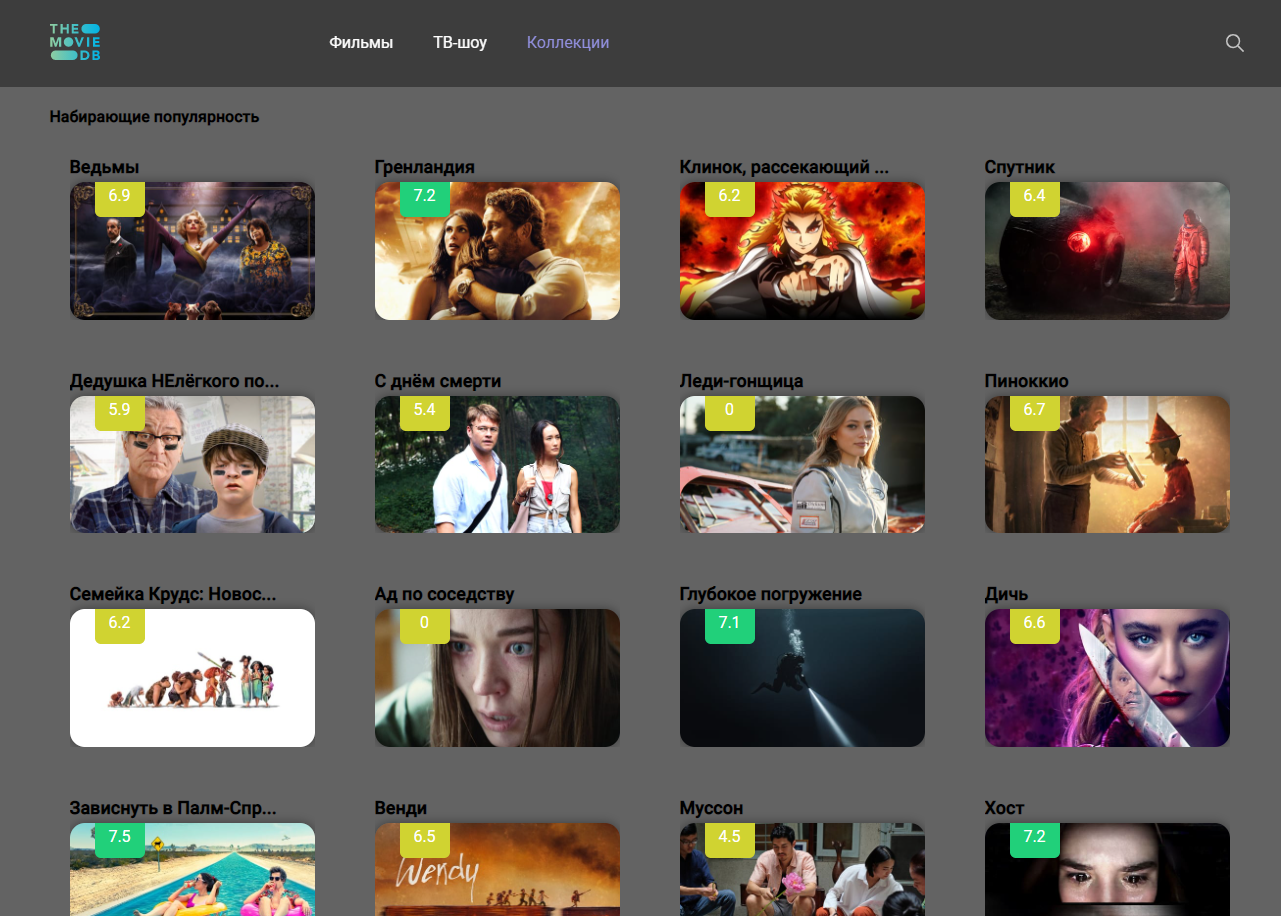 THE
MOVIE
DB
Фильмы ТВ-шоу Коллекции
Набирающие популярность
Ведьмы
6.9
Гренландия
7.2
Клинок, рассекающий ...
6.2
Спутник
6.4
Дедушка НЕлёгкого по...
5.9
С днём смерти
5.4
Леди-гонщица
0
Пиноккио
6.7
Семейка Крудс: Новос...
6.2
Ад по соседству
0
Глубокое погружение
7.1
Дичь
6.6
Зависнуть в Палм-Спр...
7.5
Венди
6.5
Wendy
Муссон
4.5
Хост
7.2